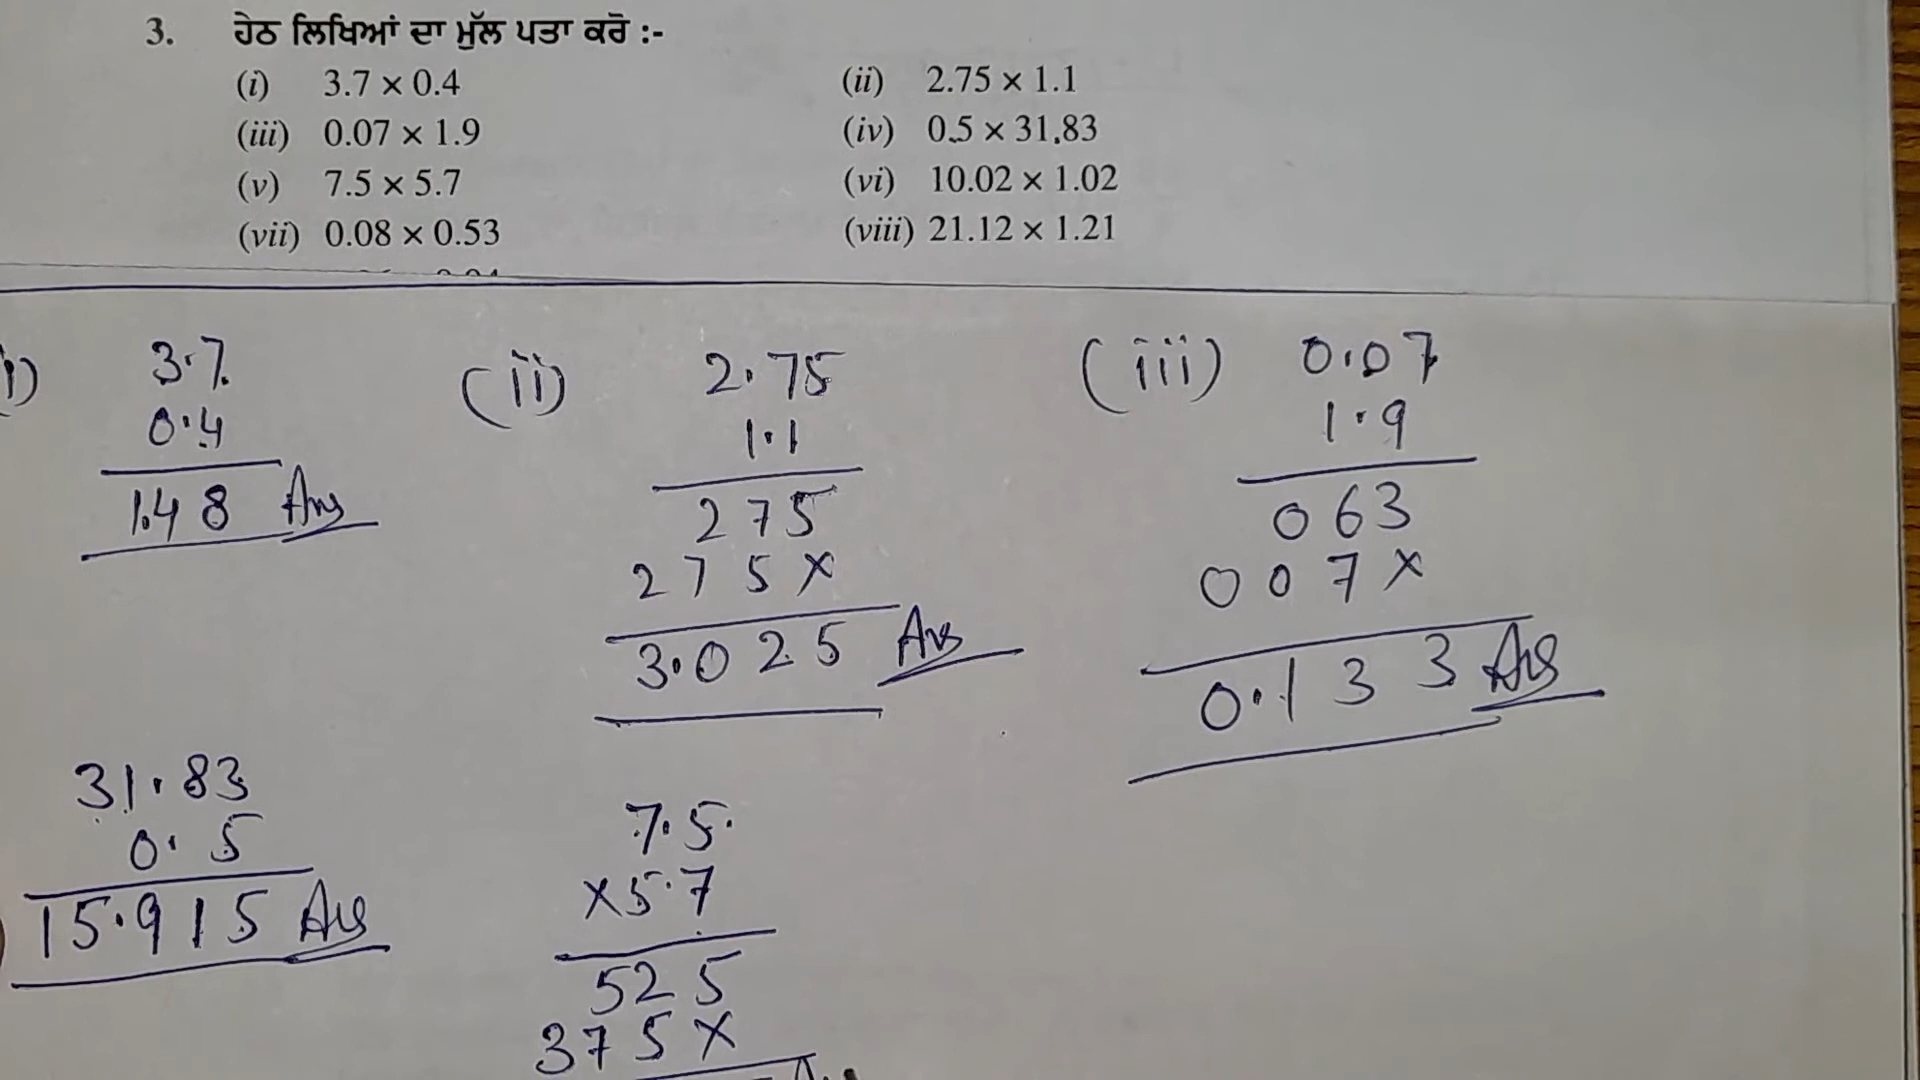 3. ਹੇਠ ਲਿਖਿਆਂ ਦਾ ਮੁੱਲ ਪਤਾ ਕਰੋ :-
(i) 3.7 × 0.4 (ii) 2.75 × 1.1
(iii) 0.07 × 1.9 (iv) 0.5 × 31.83
(v) 7.5 × 5.7 (vi) 10.02 × 1.02
(vii) 0.08 × 0.53 (viii) 21.12 × 1.21
i)
3.7
0.4
1.48 Ans
(ii)
2.75
1.1
275
275×
3.025 Ans
(iii)
0.07
1.9
063
007×
0.133 Ans
31.83
0.5
15.915 Ans
7.5
×5.7
525
375×